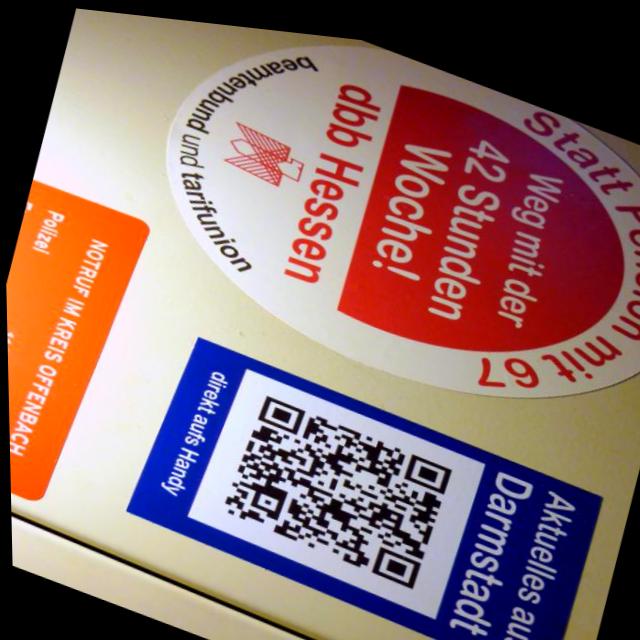 Statt
mit 67
Weg mit der
42 Stunden
Woche!
dbb Hessen
beamtenbund und tarifunion
Aktuelles
Darmstadt
direkt aufs Handy
NOTRUF IM KREIS OFFENBACH
Polizei